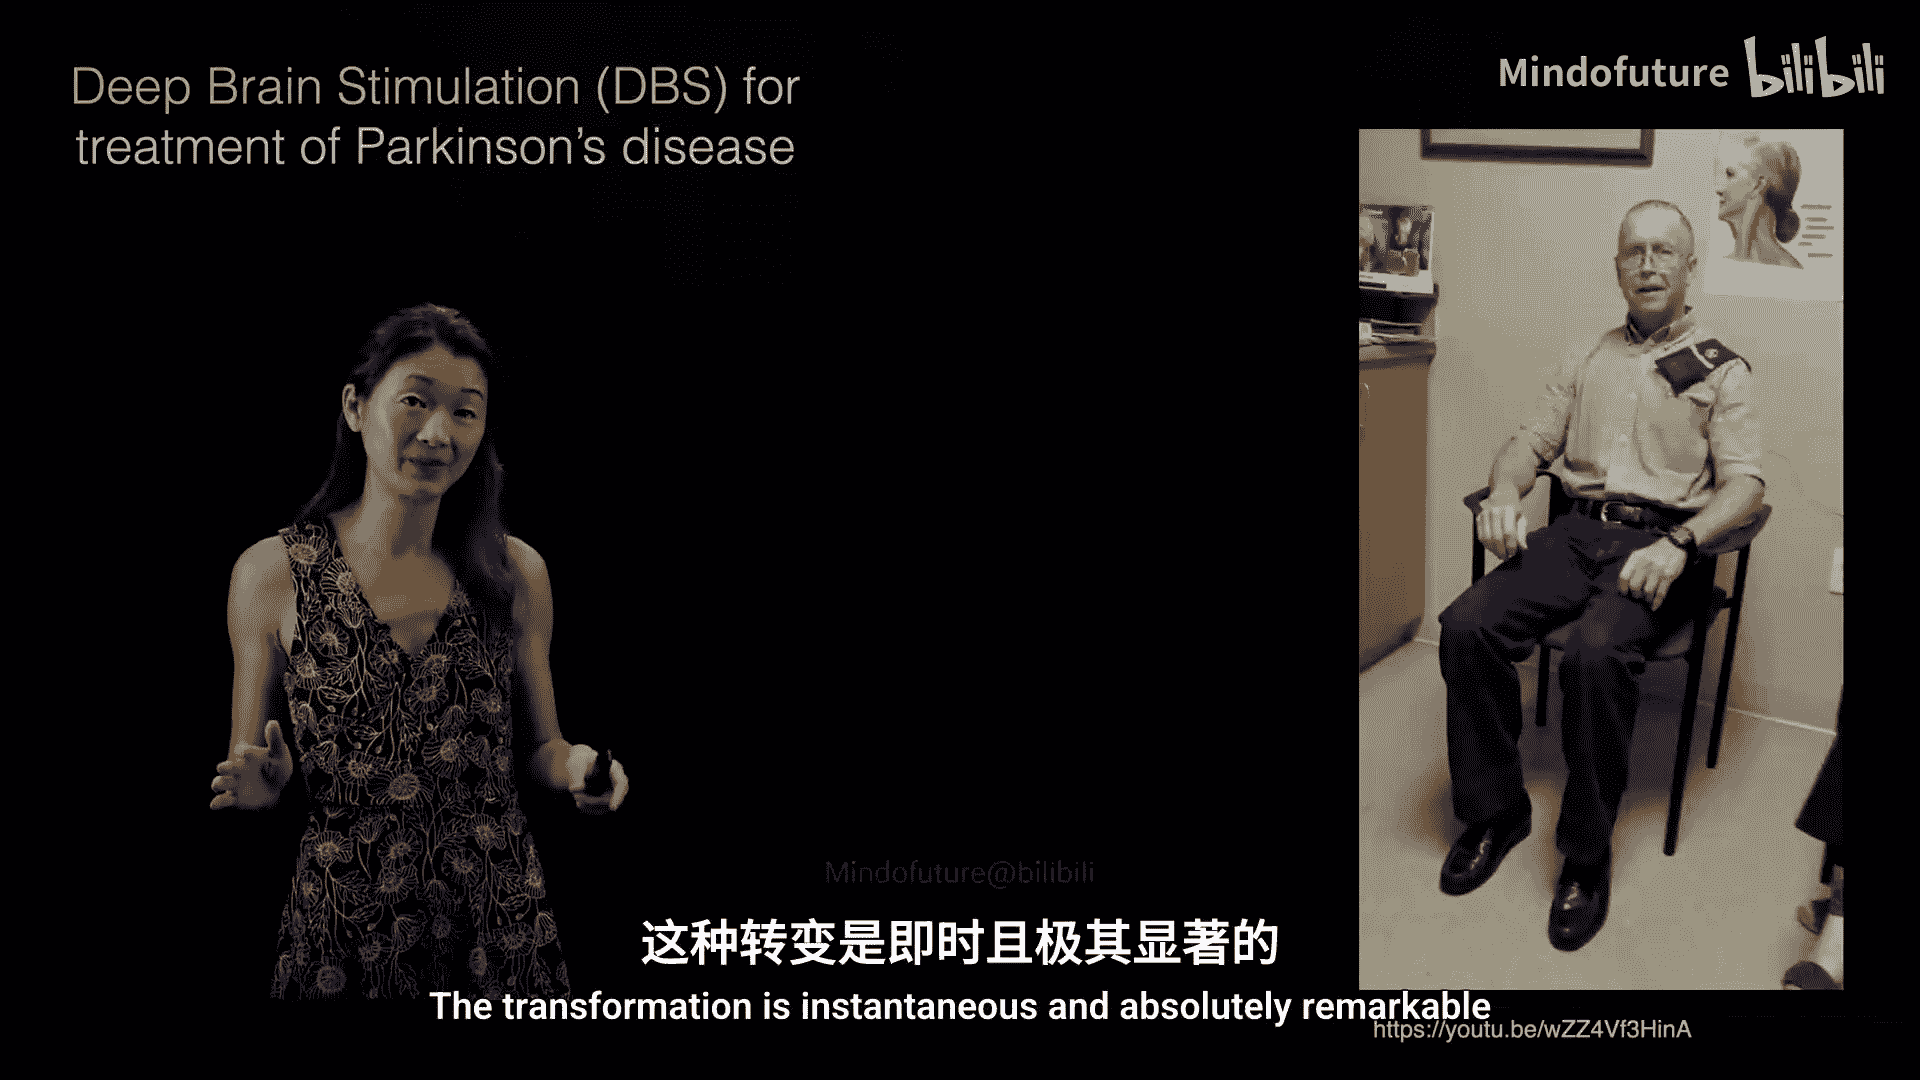 Deep Brain Stimulation (DBS) for
treatment of Parkinson's disease
Mindofuture bilibili
Mindofuture@bilibili
这种转变是即时且极其显著的
The transformation is instantaneous and absolutely remarkable
https://youtu.be/wZZ4Vf3HinA